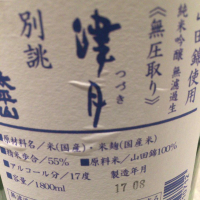 山田錦使用
純米吟醸 無濾過生
《無圧取り》
津月
つづき
別誂
■原材料名／米(国産)・米麹(国産米)
■精米歩合／55% ■原料米／山田錦100%
■アルコール分／17度 製造年月
■容量／1800ml 17 08